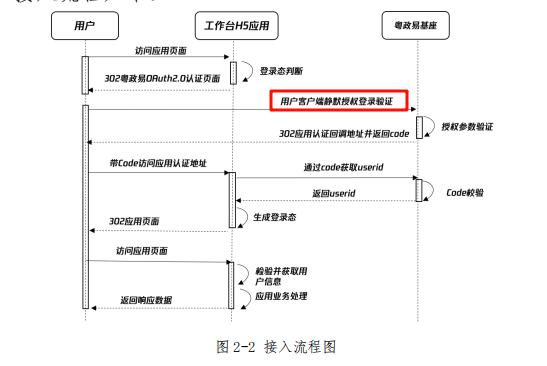 用户
工作台H5应用
粤政易基座
访问应用页面
登录态判断
302粤政易OAuth2.0认证页面
用户客户端静默授权登录验证
授权参数验证
302应用认证回调地址并返回code
带Code访问应用认证地址
通过code获取userid
Code校验
返回userid
生成登录态
302应用页面
访问应用页面
检验并获取用
户信息
应用业务处理
返回响应数据
图 2-2 接入流程图